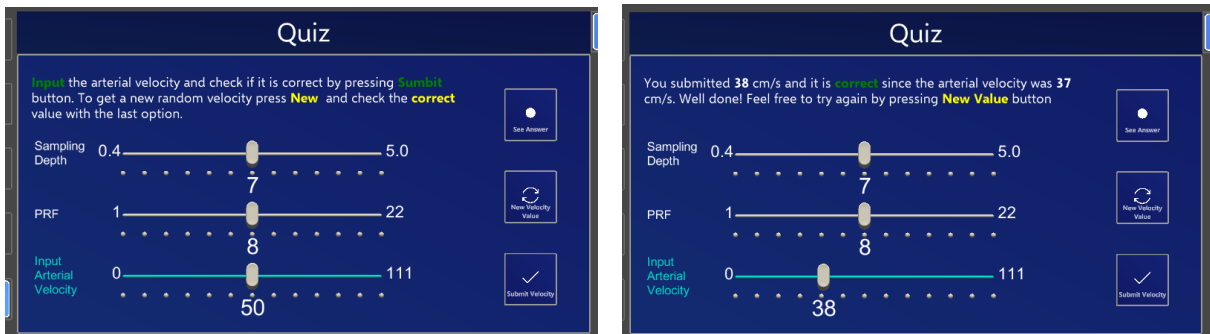 Quiz
Input the arterial velocity and check if it is correct by pressing Sumbit
button. To get a new random velocity press New and check the correct
value with the last option.
See Answer
Sampling
Depth
0.4
5.0
7
New Velocity
Value
PRF
1
22
8
Input
Arterial
Velocity
0
111
50
Submit Velocity
Quiz
You submitted 38 cm/s and it is correct since the arterial velocity was 37
cm/s. Well done! Feel free to try again by pressing New Value button
See Answer
Sampling
Depth
0.4
5.0
7
New Velocity
Value
PRF
1
22
8
Input
Arterial
Velocity
0
111
38
Submit Velocity